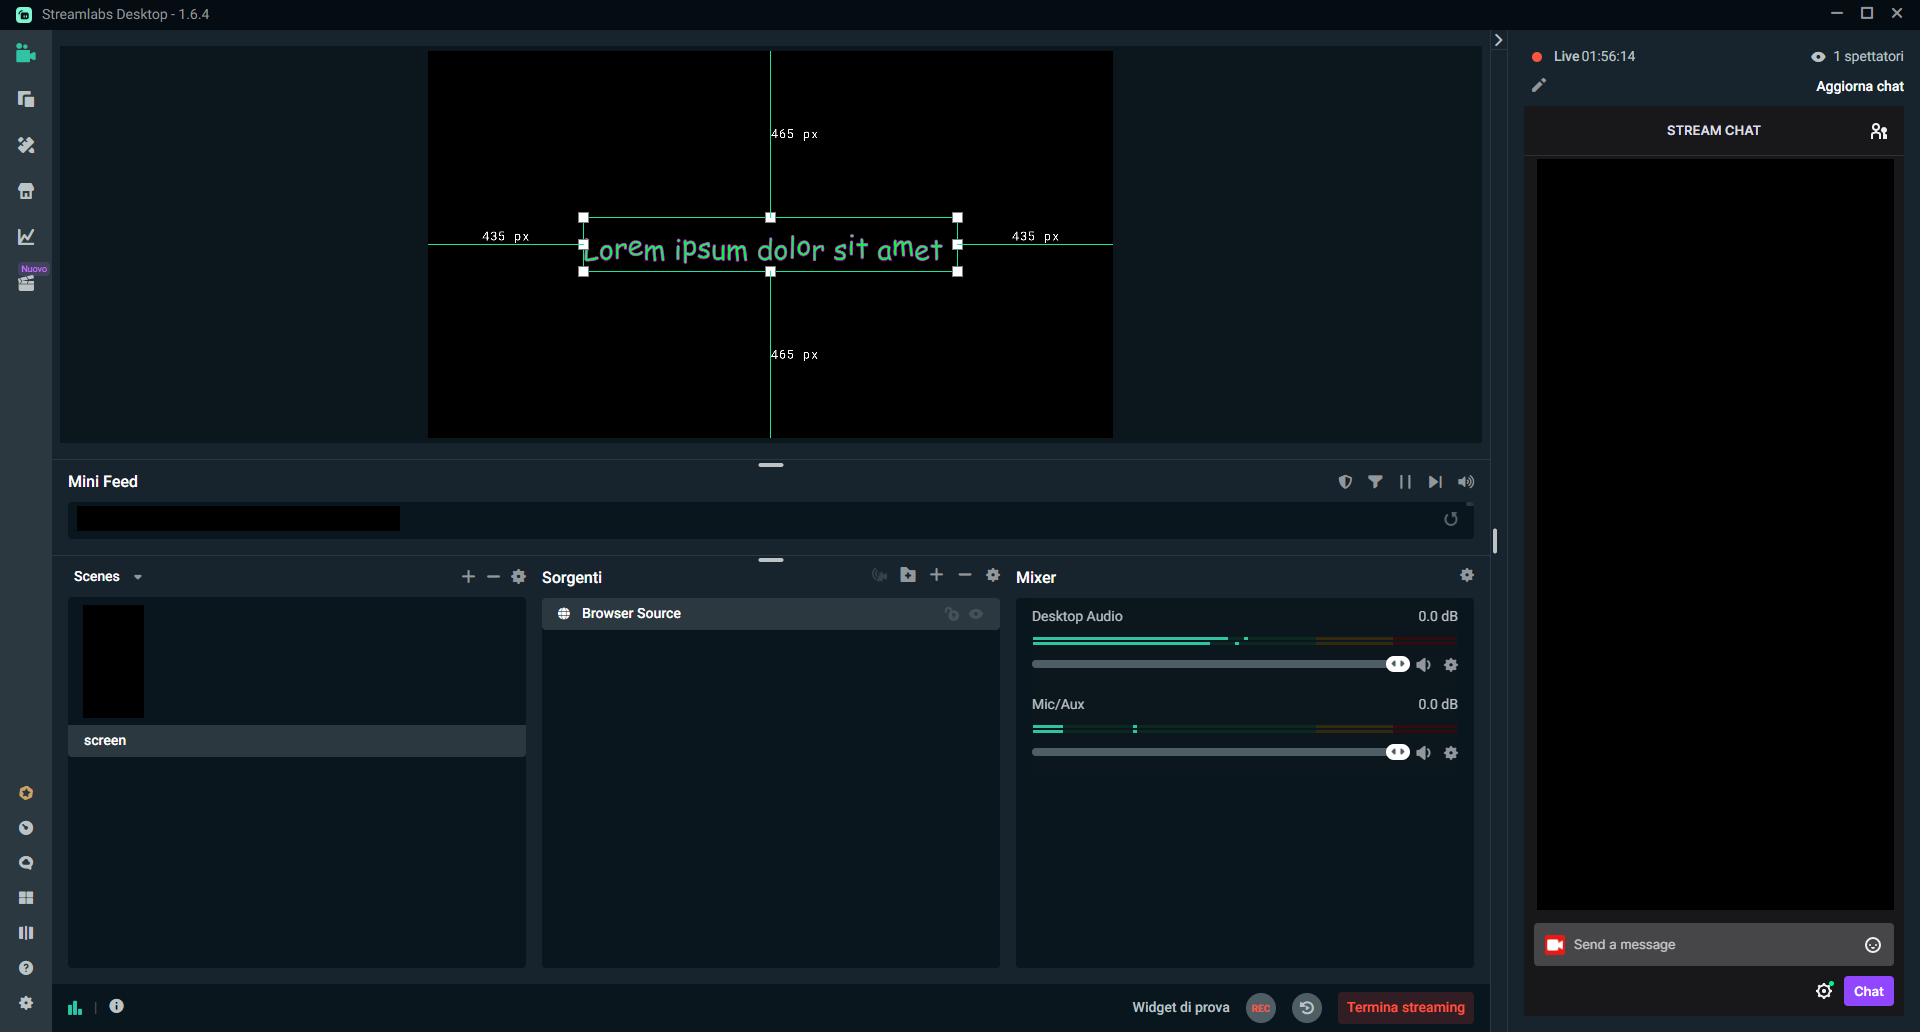 Streamlabs Desktop - 1.6.4
Live 01:56:14
1 spettatori
Aggiorna chat
STREAM CHAT
Nuovo
465 px
435 px
435 px
Lorem ipsum dolor sit amet
465 px
Mini Feed
Scenes
Sorgenti
Mixer
Browser Source
Desktop Audio
0.0 dB
Mic/Aux
0.0 dB
screen
Send a message
Chat
Widget di prova
REC
Termina streaming